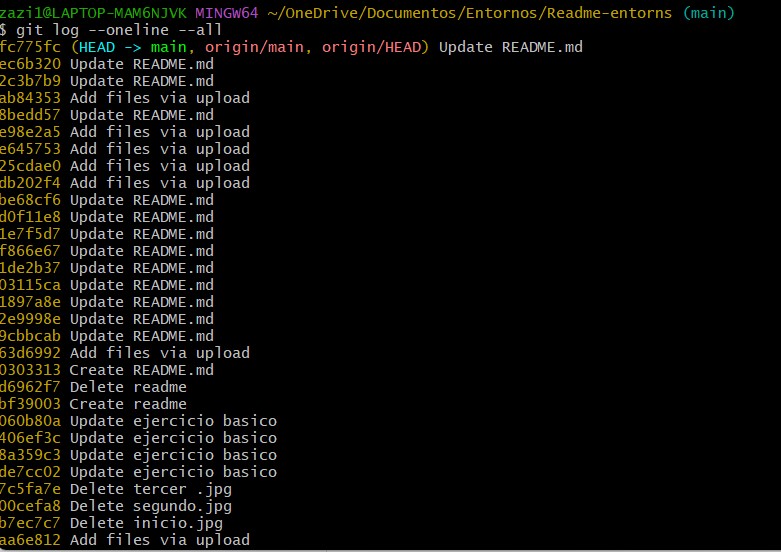 zazi1@LAPTOP-MAM6NJVK MINGW64 ~/OneDrive/Documentos/Entornos/Readme-entorns (main)
$ git log --oneline --all
fc775fc (HEAD -> main, origin/main, origin/HEAD) Update README.md
ec6b320 Update README.md
2c3b7b9 Update README.md
ab84353 Add files via upload
8bedd57 Update README.md
e98e2a5 Add files via upload
e645753 Add files via upload
25cdae0 Add files via upload
db202f4 Add files via upload
be68cf6 Update README.md
d0f11e8 Update README.md
1e7f5d7 Update README.md
f866e67 Update README.md
1de2b37 Update README.md
03115ca Update README.md
1897a8e Update README.md
2e9998e Update README.md
9cbbcab Update README.md
63d6992 Add files via upload
0303313 Create README.md
d6962f7 Delete readme
bf39003 Create readme
060b80a Update ejercicio basico
406ef3c Update ejercicio basico
8a359c3 Update ejercicio basico
de7cc02 Update ejercicio basico
7c5fa7e Delete tercer .jpg
00cefa8 Delete segundo.jpg
b7ec7c7 Delete inicio.jpg
aa6e812 Add files via upload